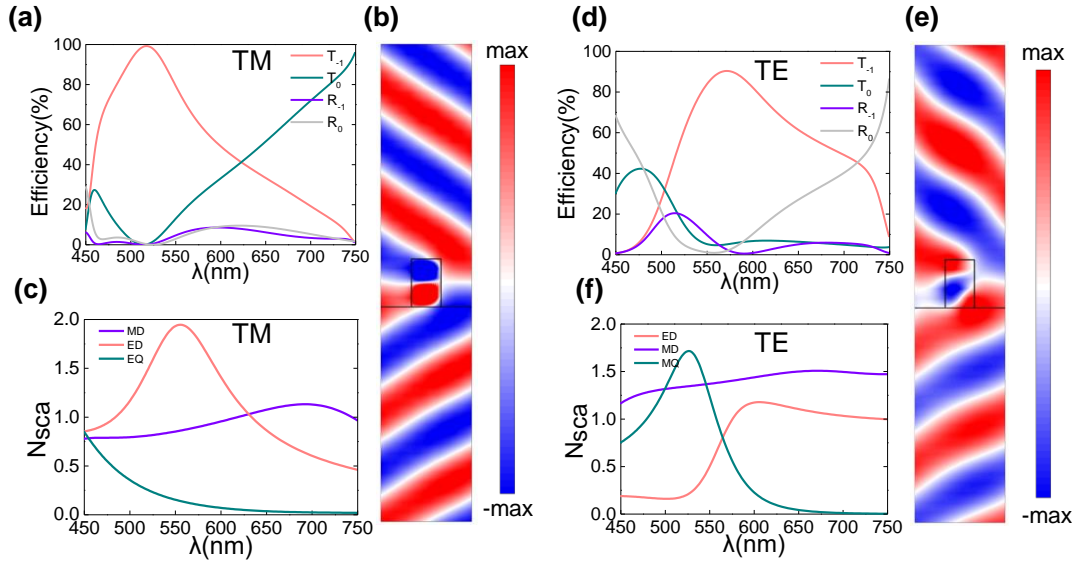 (a)
TM
T-1
T0
R-1
R0
Efficiency(%)
100
80
60
40
20
0
450 500 550 600 650 700 750
λ(nm)
(b)
max
-max
(c)
TM
MD
ED
EQ
Nsca
2.0
1.5
1.0
0.5
0.0
450 500 550 600 650 700 750
λ(nm)
(d)
TE
T-1
T0
R-1
R0
Efficiency(%)
100
80
60
40
20
0
450 500 550 600 650 700 750
λ(nm)
(e)
max
-max
(f)
TE
ED
MD
MQ
Nsca
2.0
1.5
1.0
0.5
0.0
450 500 550 600 650 700 750
λ(nm)